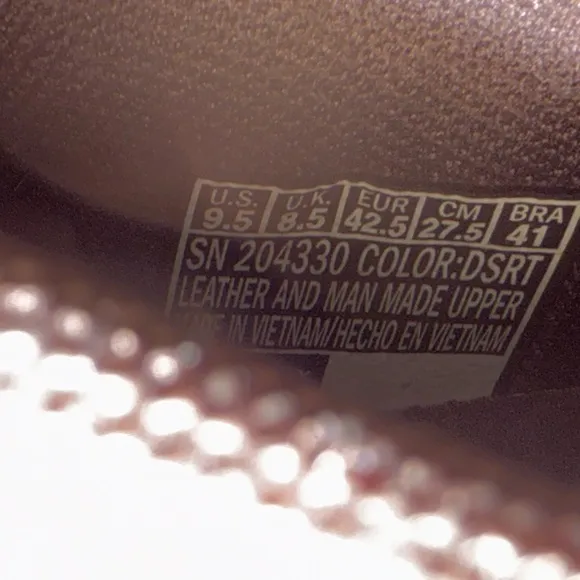 U.S. U.K. EUR CM BRA
9.5 8.5 42.5 27.5 41
SN 204330 COLOR:DSRT
LEATHER AND MAN MADE UPPER
MADE IN VIETNAM/HECHO EN VIETNAM